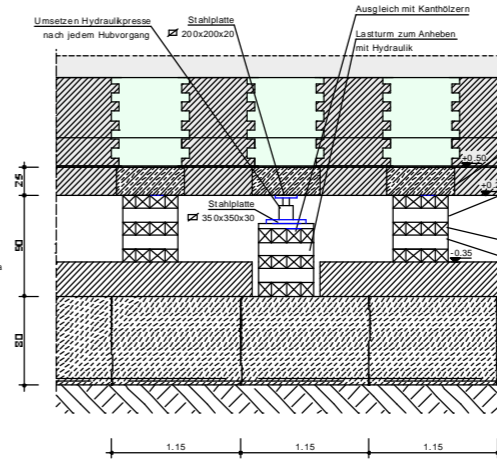 Ausgleich mit Kanthölzern
Umsetzen Hydraulikpresse
nach jedem Hubvorgang
Stahlplatte
200x200x20
Lastturm zum Anheben
mit Hydraulik
+0.50
25
Stahlplatte
350x350x30
90
-0.35
80
1.15
1.15
1.15